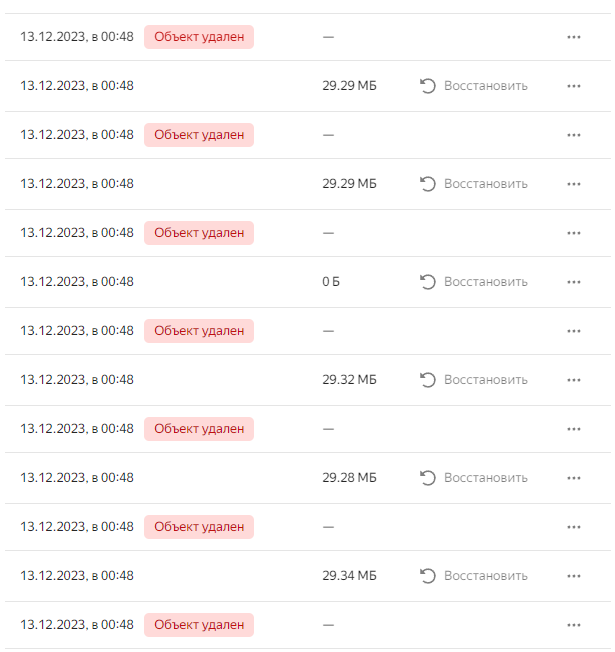 13.12.2023, в 00:48 Объект удален —
13.12.2023, в 00:48 29.29 МБ Восстановить
13.12.2023, в 00:48 Объект удален —
13.12.2023, в 00:48 29.29 МБ Восстановить
13.12.2023, в 00:48 Объект удален —
13.12.2023, в 00:48 0 Б Восстановить
13.12.2023, в 00:48 Объект удален —
13.12.2023, в 00:48 29.32 МБ Восстановить
13.12.2023, в 00:48 Объект удален —
13.12.2023, в 00:48 29.28 МБ Восстановить
13.12.2023, в 00:48 Объект удален —
13.12.2023, в 00:48 29.34 МБ Восстановить
13.12.2023, в 00:48 Объект удален —